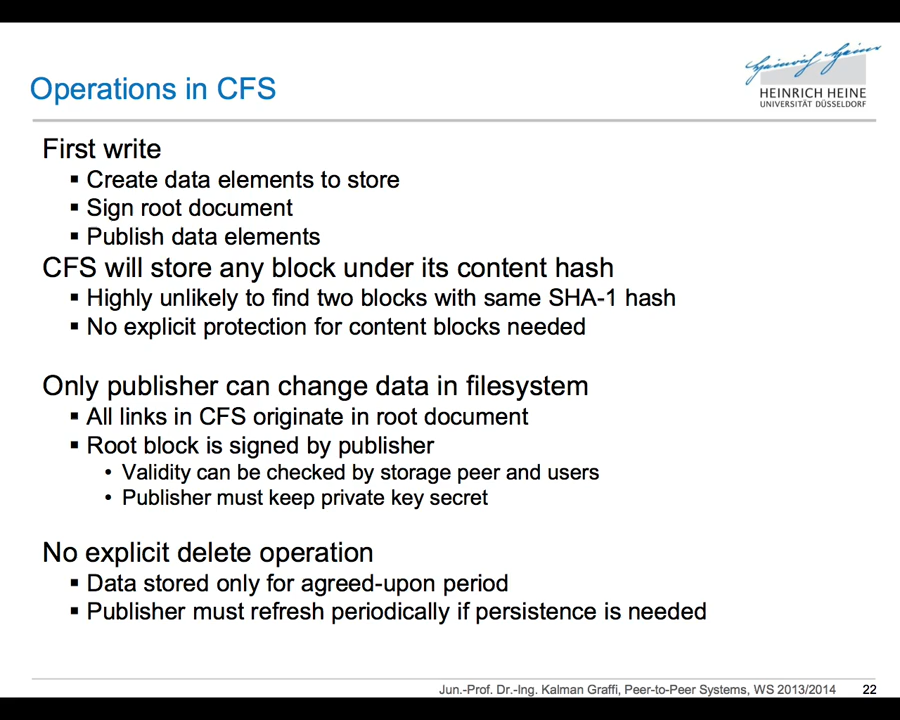 Heinrich Heine
HEINRICH HEINE
UNIVERSITÄT DÜSSELDORF
Operations in CFS
First write
▪ Create data elements to store
▪ Sign root document
▪ Publish data elements
CFS will store any block under its content hash
▪ Highly unlikely to find two blocks with same SHA-1 hash
▪ No explicit protection for content blocks needed
Only publisher can change data in filesystem
▪ All links in CFS originate in root document
▪ Root block is signed by publisher
• Validity can be checked by storage peer and users
• Publisher must keep private key secret
No explicit delete operation
▪ Data stored only for agreed-upon period
▪ Publisher must refresh periodically if persistence is needed
Jun.-Prof. Dr.-Ing. Kalman Graffi, Peer-to-Peer Systems, WS 2013/2014 22